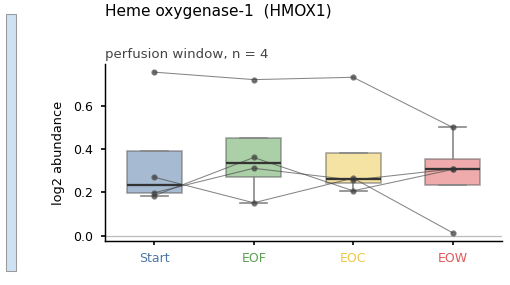 Heme oxygenase-1 (HMOX1)
perfusion window, n = 4
log2 abundance
0.6
0.4
0.2
0.0
Start EOF EOC EOW